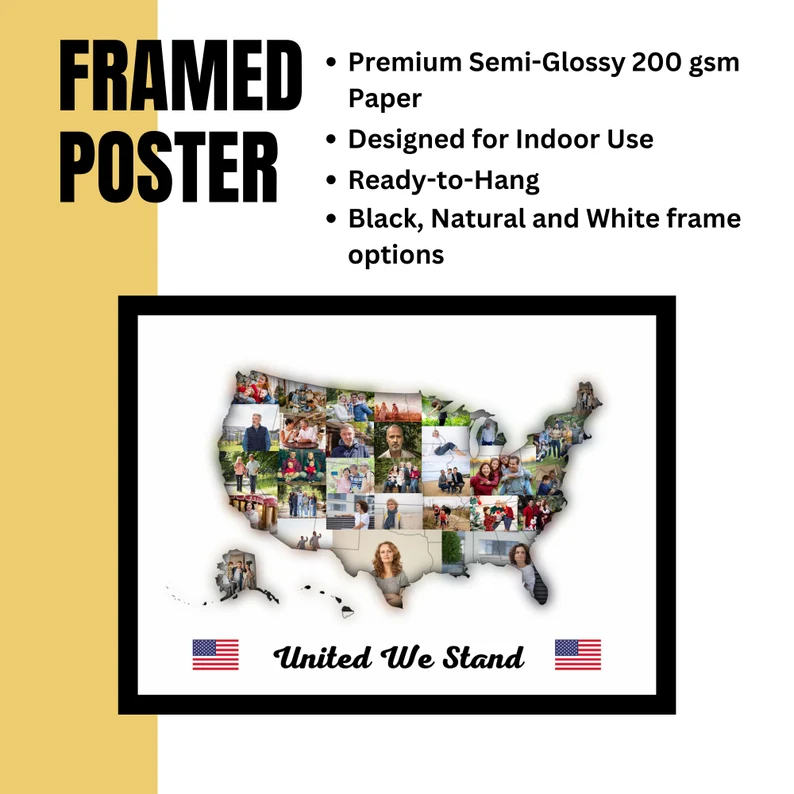 FRAMED
POSTER
• Premium Semi-Glossy 200 gsm
Paper
• Designed for Indoor Use
• Ready-to-Hang
• Black, Natural and White frame
options
United We Stand